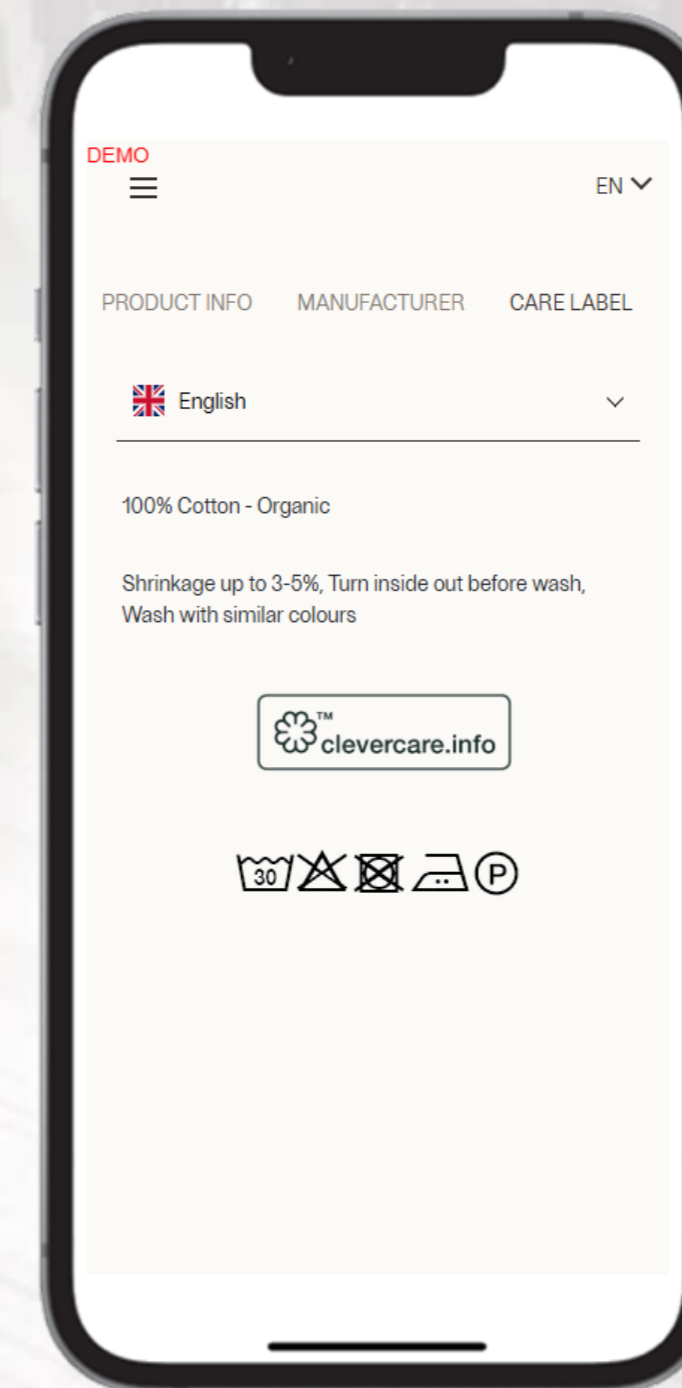 DEMO
EN
PRODUCT INFO MANUFACTURER CARE LABEL
English
100% Cotton - Organic
Shrinkage up to 3-5%, Turn inside out before wash,
Wash with similar colours
™
clevercare.info
30 P